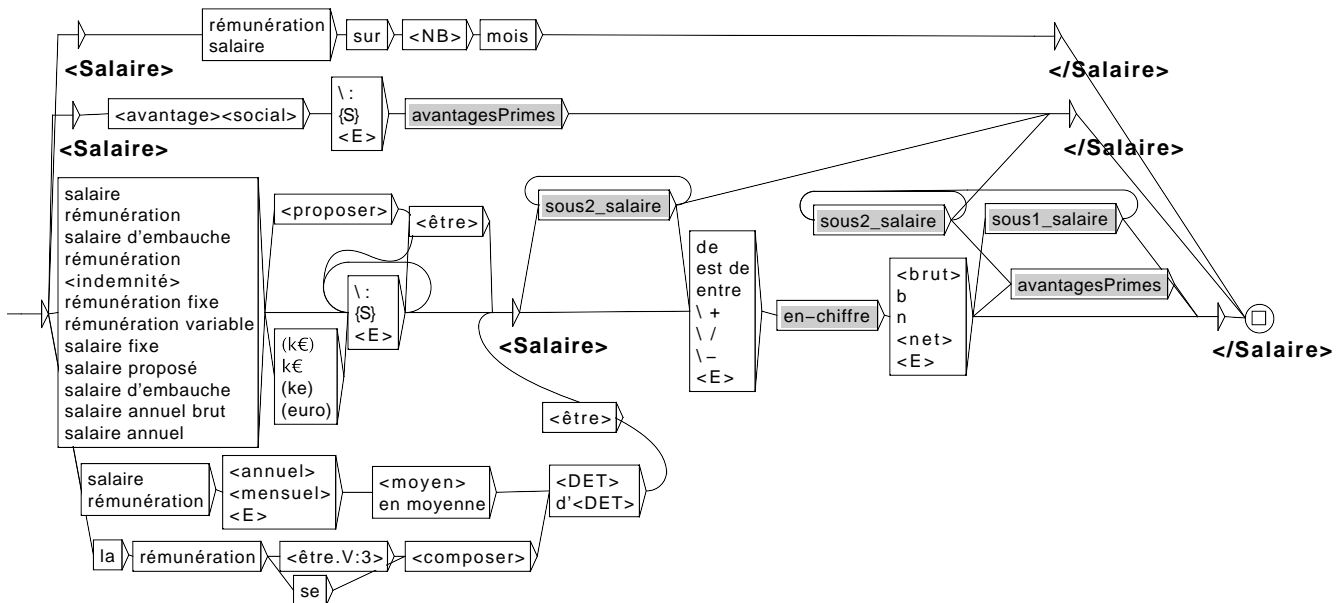 rémunération
salaire
sur
<NB>
mois
<Salaire>
</Salaire>
<avantage><social>
\ :
{S}
<E>
avantagesPrimes
<Salaire>
</Salaire>
salaire
rémunération
salaire d'embauche
rémunération
<indemnité>
rémunération fixe
rémunération variable
salaire fixe
salaire proposé
salaire d'embauche
salaire annuel brut
salaire annuel
<proposer>
<être>
\ :
{S}
<E>
(k€)
k€
(ke)
(euro)
<Salaire>
sous2_salaire
de
est de
entre
\ +
\ /
\ –
<E>
en–chiffre
<brut>
b
n
<net>
<E>
sous2_salaire
sous1_salaire
avantagesPrimes
</Salaire>
<être>
salaire
rémunération
<annuel>
<mensuel>
<E>
<moyen>
en moyenne
<DET>
d'<DET>
la
rémunération
<être.V:3>
<composer>
se